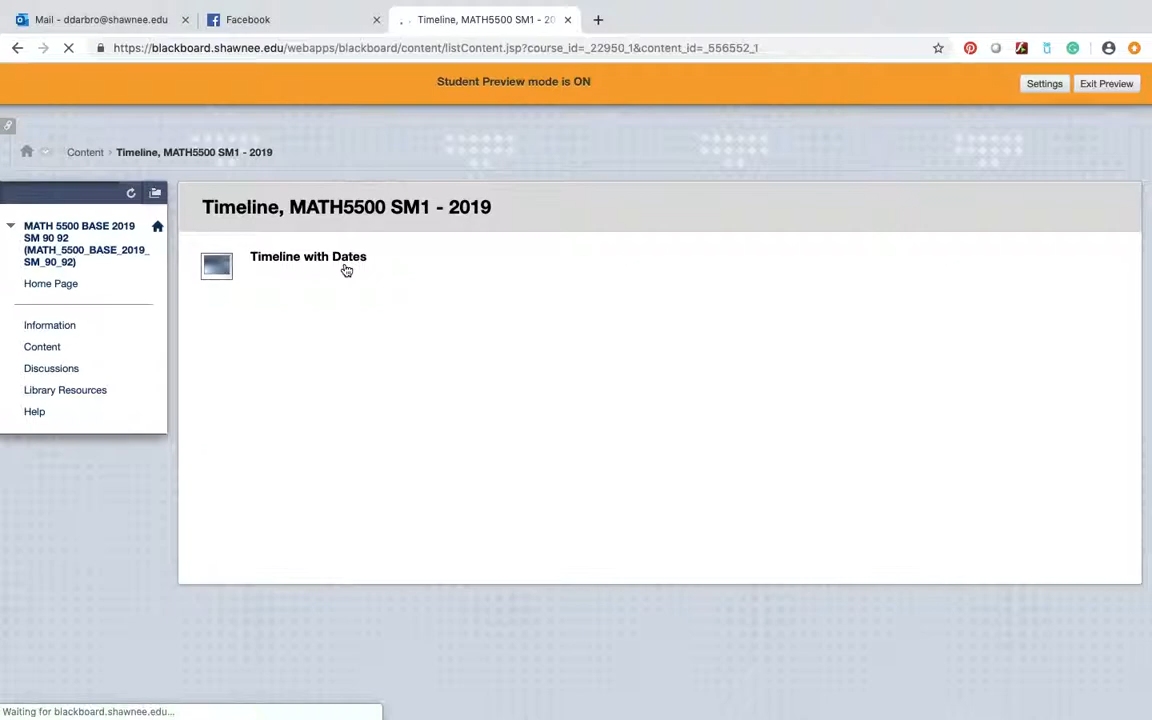 Mail - ddarbro@shawnee.edu
Facebook
Timeline, MATH5500 SM1 - 20
https://blackboard.shawnee.edu/webapps/blackboard/content/listContent.jsp?course_id=_22950_1&content_id=_556552_1
Student Preview mode is ON
Settings
Exit Preview
Content
Timeline, MATH5500 SM1 - 2019
MATH 5500 BASE 2019
SM 90 92
(MATH_5500_BASE_2019_
SM_90_92)
Home Page
Information
Content
Discussions
Library Resources
Help
Timeline, MATH5500 SM1 - 2019
Timeline with Dates
Waiting for blackboard.shawnee.edu...